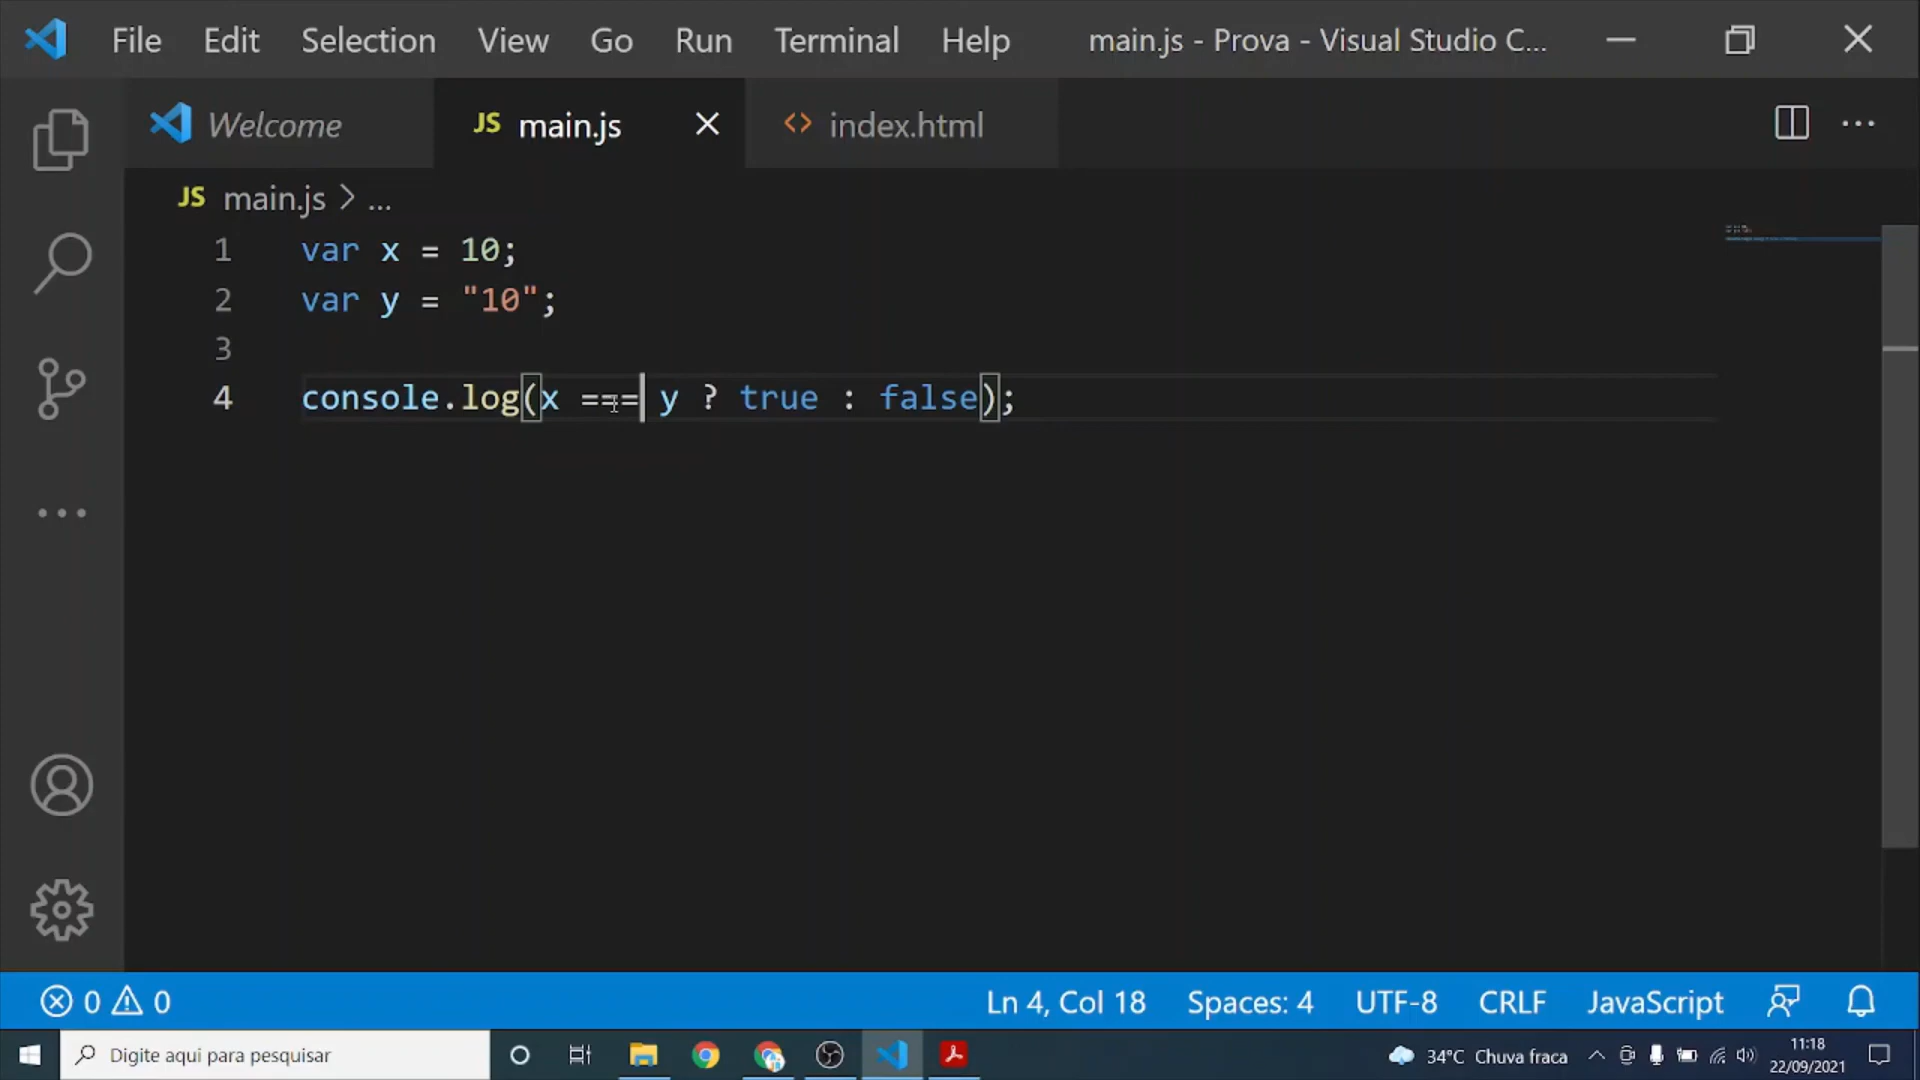 File Edit Selection View Go Run Terminal Help main.js - Prova - Visual Studio C...
Welcome JS main.js index.html
JS main.js > ...
1 var x = 10;
2 var y = "10";
3
4 console.log(x === y ? true : false);
0 0 Ln 4, Col 18 Spaces: 4 UTF-8 CRLF JavaScript
Digite aqui para pesquisar 34°C Chuva fraca 11:18
22/09/2021